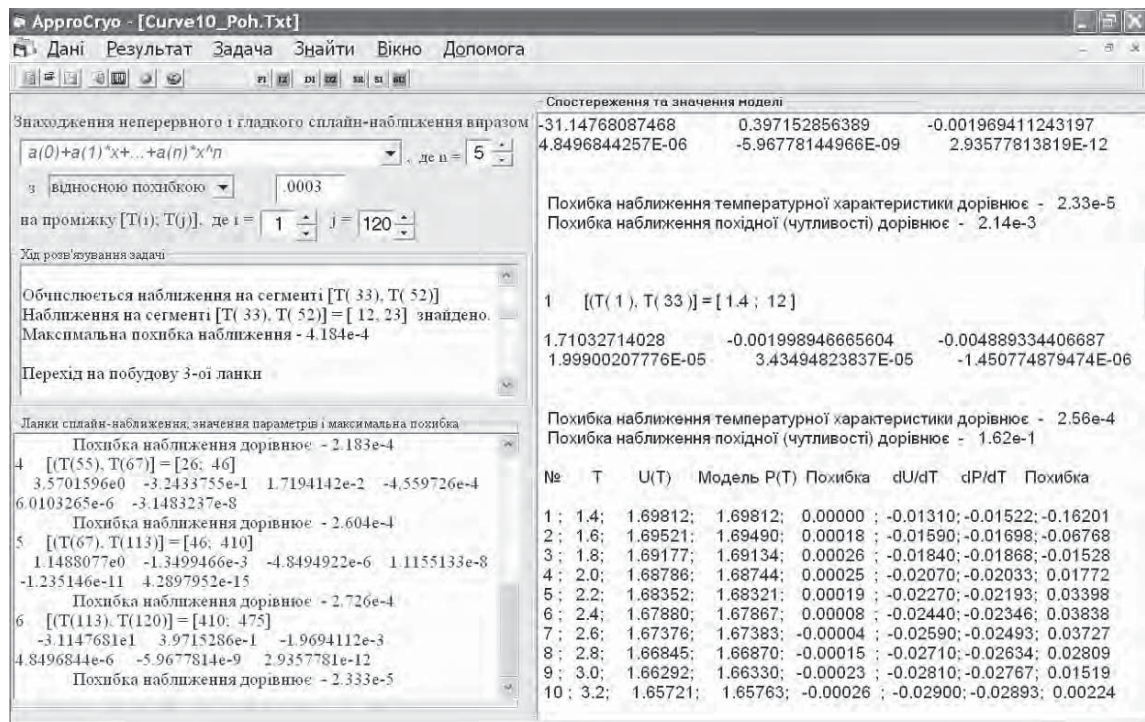 ApproCryo - [Curve10_Poh.Txt]
Дані Результат Задача Знайти Вікно Допомога
Знаходження неперервного і гладкого сплайн-наближення виразом
a(0)+a(1)*x+...+a(n)*x^n , де n = 5
з відносною похибкою .0003
на проміжку [T(i); T(j)], де i = 1 j = 120
Хід розв'язування задачі
Обчислюється наближення на сегменті [T( 33), T( 52)]
Наближення на сегменті [T( 33), T( 52)] = [ 12, 23] знайдено.
Максимальна похибка наближення - 4.184e-4
Перехід на побудову 3-ої ланки
Ланки сплайн-наближення, значення параметрів і максимальна похибка
Похибка наближення дорівнює - 2.183e-4
4 [(T(55), T(67)] = [26; 46]
3.5701596e0 -3.2433755e-1 1.7194142e-2 -4.559726e-4
6.0103265e-6 -3.1483237e-8
Похибка наближення дорівнює - 2.604e-4
5 [(T(67), T(113)] = [46; 410]
1.1488077e0 -1.3499466e-3 -4.8494922e-6 1.1155133e-8
-1.235146e-11 4.2897952e-15
Похибка наближення дорівнює - 2.726e-4
6 [(T(113), T(120)] = [410; 475]
-3.1147681e1 3.9715286e-1 -1.9694112e-3
4.8496844e-6 -5.9677814e-9 2.9357781e-12
Похибка наближення дорівнює - 2.333e-5
Спостереження та значення моделі
-31.14768087468 0.397152856389 -0.001969411243197
4.8496844257E-06 -5.96778144966E-09 2.93577813819E-12
Похибка наближення температурної характеристики дорівнює - 2.33e-5
Похибка наближення похідної (чутливості) дорівнює - 2.14e-3
1 [(T( 1 ), T( 33 )] = [ 1.4 ; 12 ]
1.71032714028 -0.001998946665604 -0.004889334406687
1.99900207776E-05 3.43494823837E-05 -1.450774879474E-06
Похибка наближення температурної характеристики дорівнює - 2.56e-4
Похибка наближення похідної (чутливості) дорівнює - 1.62e-1
№ T U(T) Модель P(T) Похибка dU/dT dP/dT Похибка
1 ; 1.4; 1.69812; 1.69812; 0.00000 ; -0.01310; -0.01522; -0.16201
2 ; 1.6; 1.69521; 1.69490; 0.00018 ; -0.01590; -0.01698; -0.06768
3 ; 1.8; 1.69177; 1.69134; 0.00026 ; -0.01840; -0.01868; -0.01528
4 ; 2.0; 1.68786; 1.68744; 0.00025 ; -0.02070; -0.02033; 0.01772
5 ; 2.2; 1.68352; 1.68321; 0.00019 ; -0.02270; -0.02193; 0.03398
6 ; 2.4; 1.67880; 1.67867; 0.00008 ; -0.02440; -0.02346; 0.03838
7 ; 2.6; 1.67376; 1.67383; -0.00004 ; -0.02590; -0.02493; 0.03727
8 ; 2.8; 1.66845; 1.66870; -0.00015 ; -0.02710; -0.02634; 0.02809
9 ; 3.0; 1.66292; 1.66330; -0.00023 ; -0.02810; -0.02767; 0.01519
10 ; 3.2; 1.65721; 1.65763; -0.00026 ; -0.02900; -0.02893; 0.00224